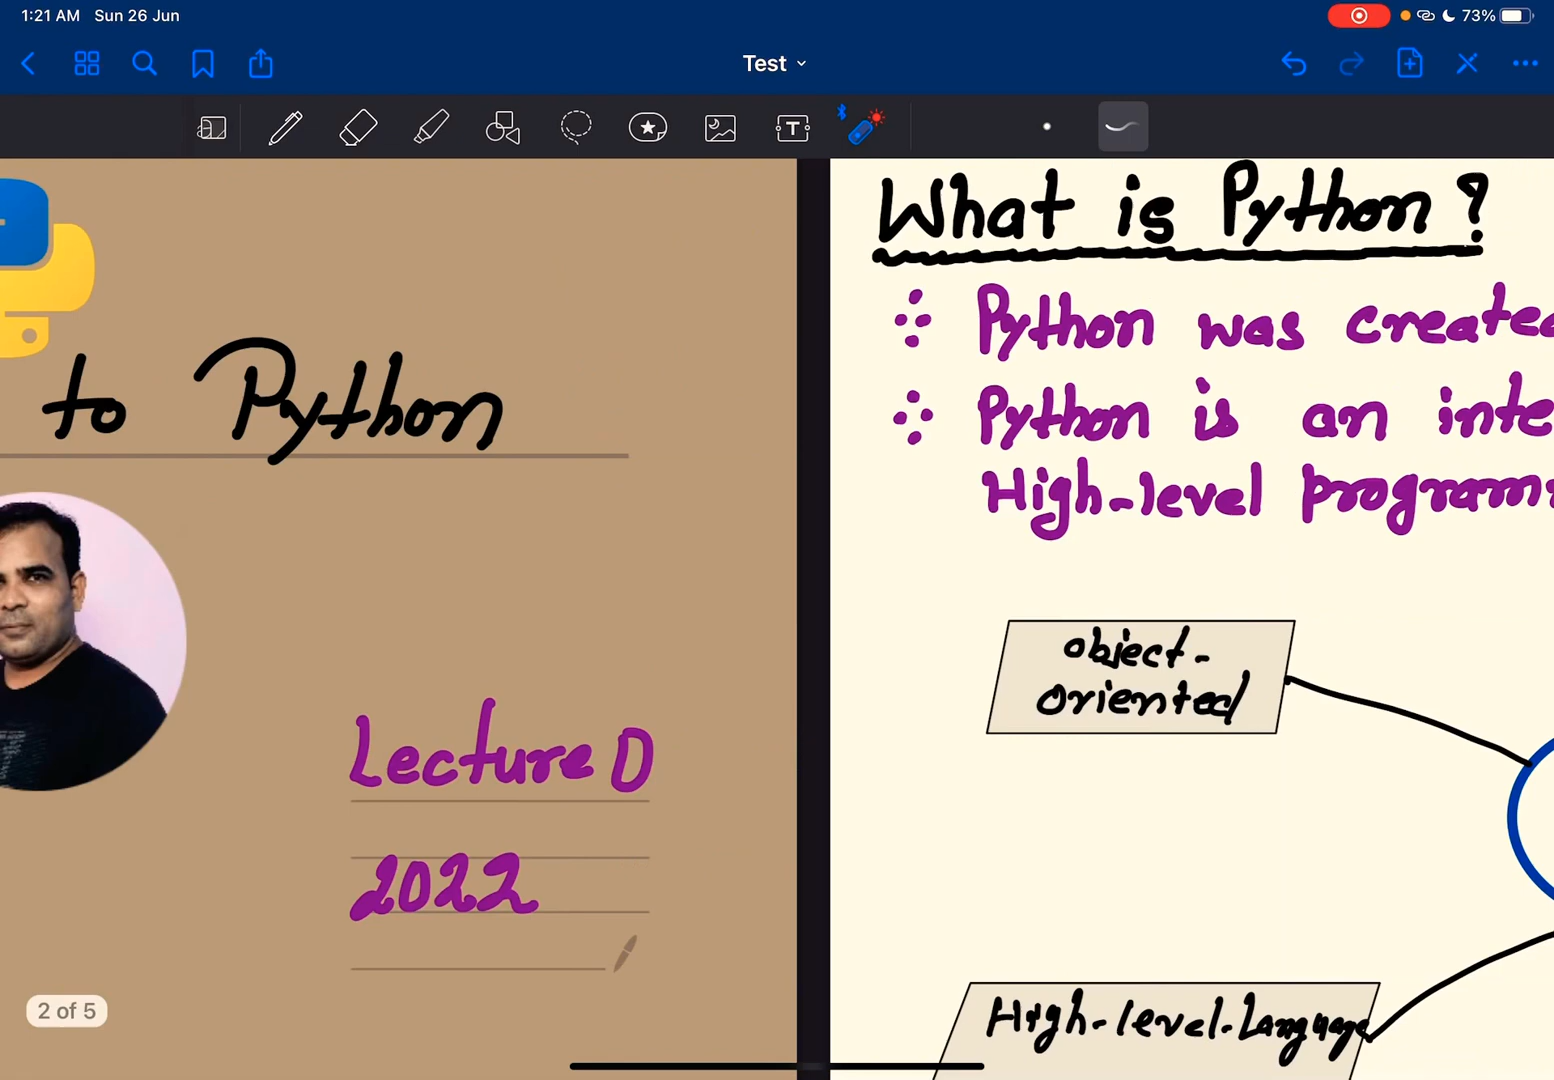 1:21 AM Sun 26 Jun
73%
Test
to Python
Lecture 0
2022
2 of 5
What is Python?
Python was created
Python is an inte
High-level program
object-
oriented
High-level-Language